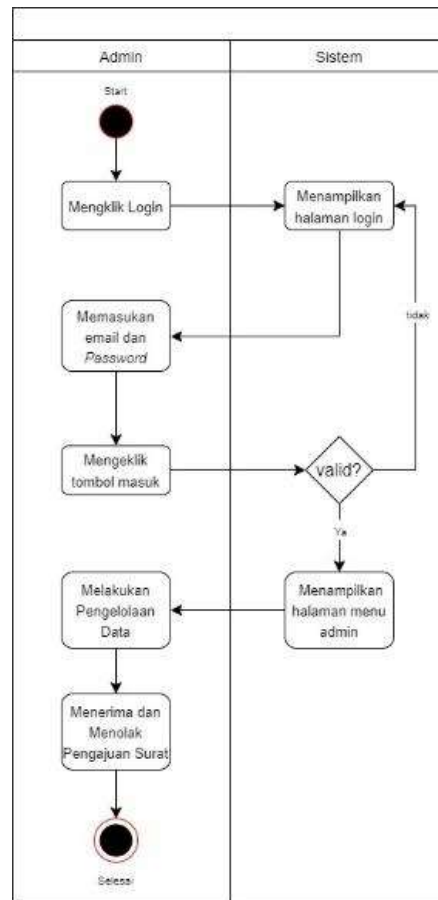 Admin
Sistem
Start
Mengklik Login
Menampilkan
halaman login
Memasukan
email dan
Password
tidak
Mengeklik
tombol masuk
valid?
Ya
Melakukan
Pengelolaan
Data
Menampilkan
halaman menu
admin
Menerima dan
Menolak
Pengajuan Surat
Selesai